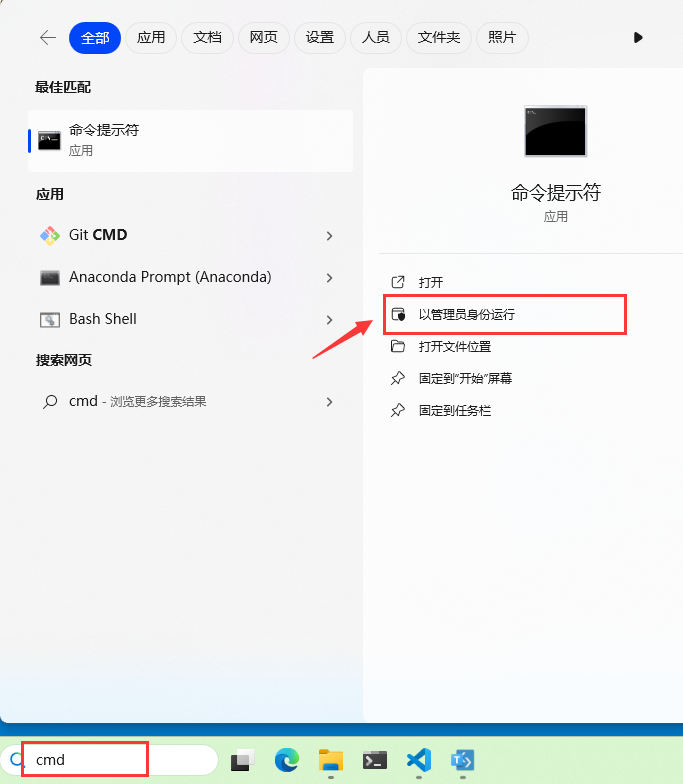 全部 应用 文档 网页 设置 人员 文件夹 照片
最佳匹配
命令提示符
应用
应用
Git CMD
Anaconda Prompt (Anaconda)
Bash Shell
搜索网页
cmd - 浏览更多搜索结果
命令提示符
应用
打开
以管理员身份运行
打开文件位置
固定到“开始”屏幕
固定到任务栏
cmd